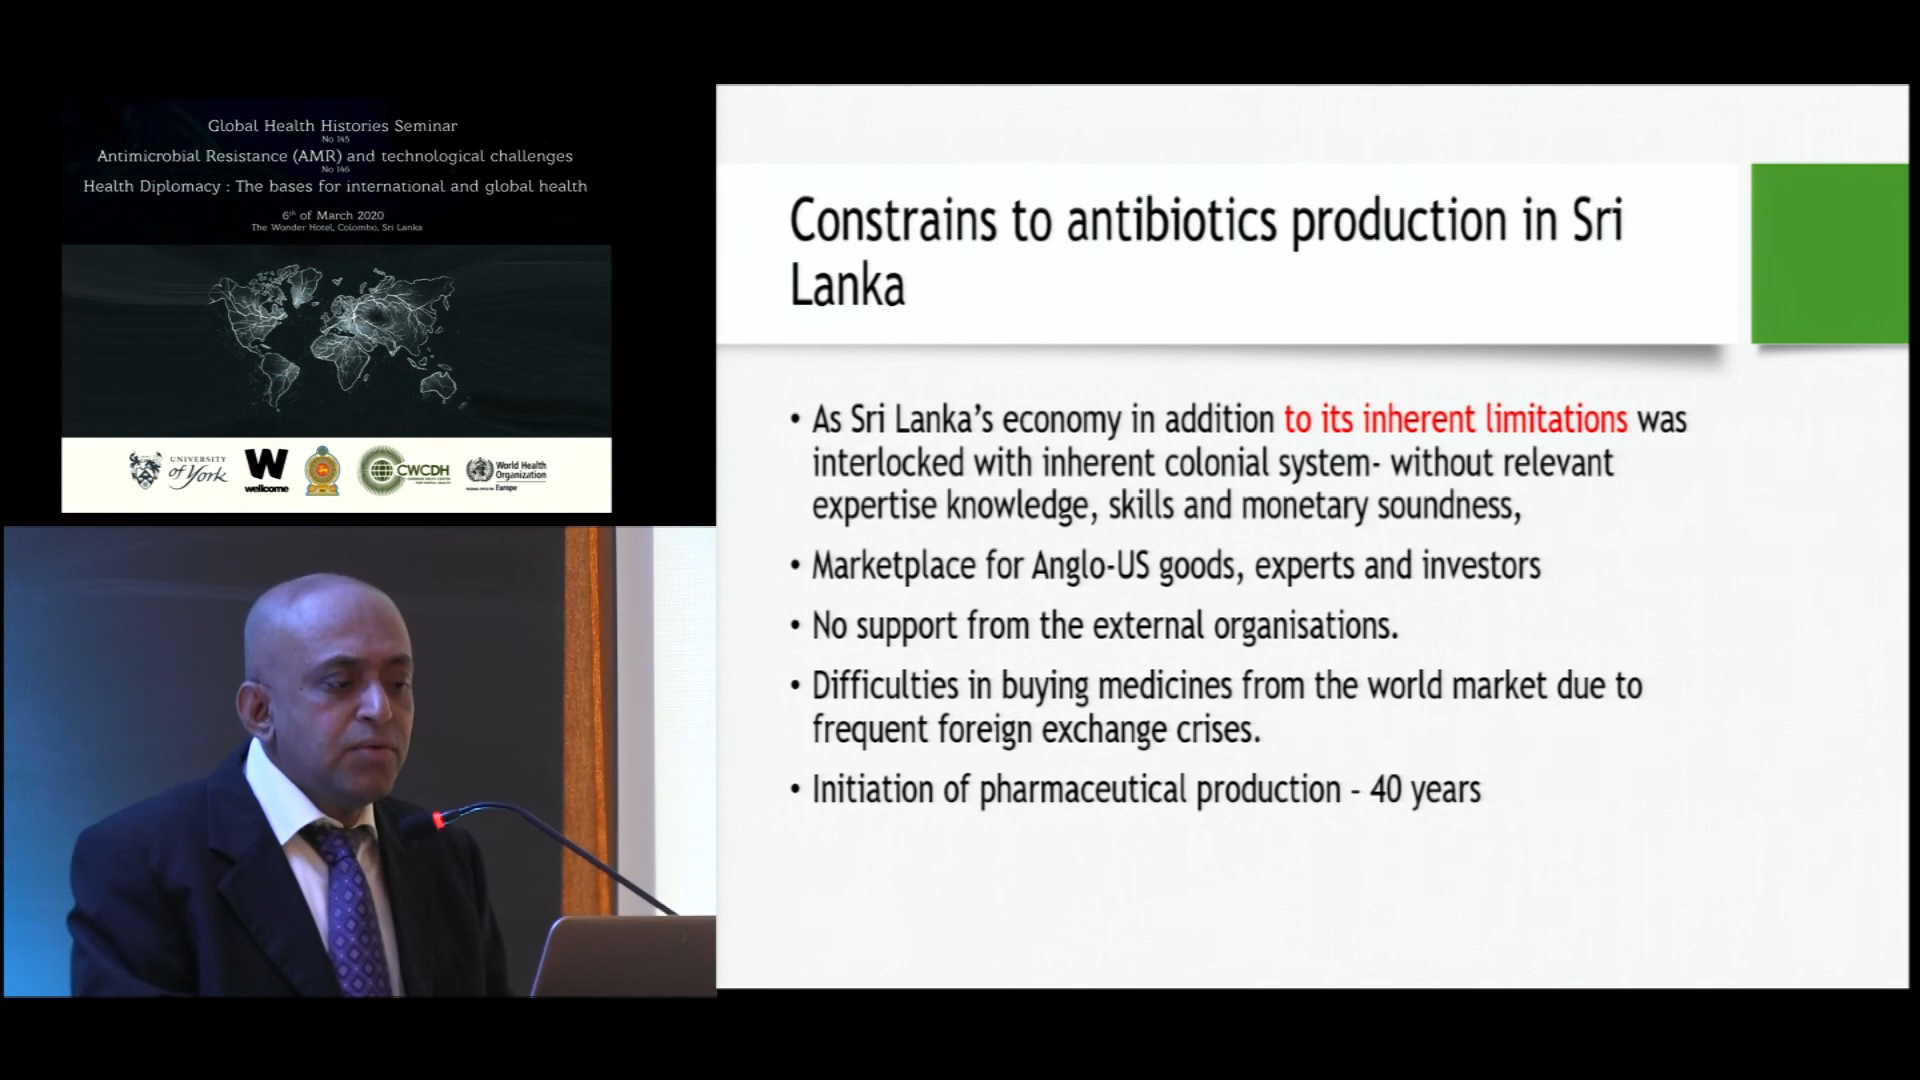 Global Health Histories Seminar
No 145
Antimicrobial Resistance (AMR) and technological challenges
No 146
Health Diplomacy : The bases for international and global health
6th of March 2020
The Wonder Hotel, Colombo, Sri Lanka
UNIVERSITY
of York
W
wellcome
CWCDH
World Health
Organization
Europe
Constrains to antibiotics production in Sri
Lanka
• As Sri Lanka’s economy in addition to its inherent limitations was
interlocked with inherent colonial system- without relevant
expertise knowledge, skills and monetary soundness,
• Marketplace for Anglo-US goods, experts and investors
• No support from the external organisations.
• Difficulties in buying medicines from the world market due to
frequent foreign exchange crises.
• Initiation of pharmaceutical production - 40 years